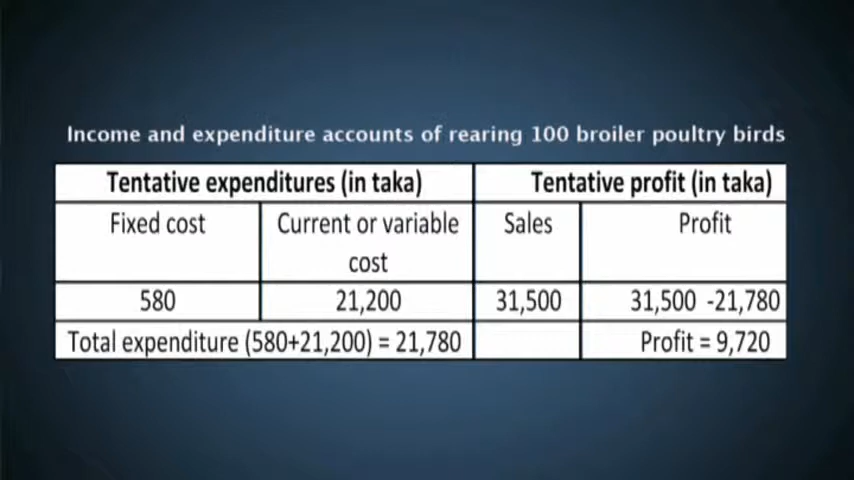 Income and expenditure accounts of rearing 100 broiler poultry birds
Tentative expenditures (in taka) Tentative profit (in taka)
Fixed cost Current or variable cost Sales Profit
580 21,200 31,500 31,500 -21,780
Total expenditure (580+21,200) = 21,780 Profit = 9,720